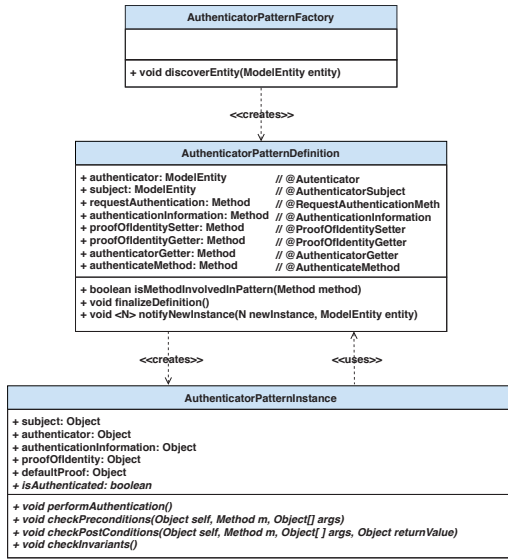 AuthenticatorPatternFactory
+ void discoverEntity(ModelEntity entity)
<<creates>>
AuthenticatorPatternDefinition
+ authenticator: ModelEntity // @Autenticator
+ subject: ModelEntity // @AuthenticatorSubject
+ requestAuthentication: Method // @RequestAuthenticationMeth
+ authenticationInformation: Method // @AuthenticationInformation
+ proofOfIdentitySetter: Method // @ProofOfIdentitySetter
+ proofOfIdentityGetter: Method // @ProofOfIdentityGetter
+ authenticatorGetter: Method // @AuthenticatorGetter
+ authenticateMethod: Method // @AuthenticateMethod
+ boolean isMethodInvolvedInPattern(Method method)
+ void finalizeDefinition()
+ void <N> notifyNewInstance(N newInstance, ModelEntity entity)
<<creates>> <<uses>>
AuthenticatorPatternInstance
+ subject: Object
+ authenticator: Object
+ authenticationInformation: Object
+ proofOfIdentity: Object
+ defaultProof: Object
+ isAuthenticated: boolean
+ void performAuthentication()
+ void checkPreconditions(Object self, Method m, Object[] args)
+ void checkPostConditions(Object self, Method m, Object[ ] args, Object returnValue)
+ void checkInvariants()